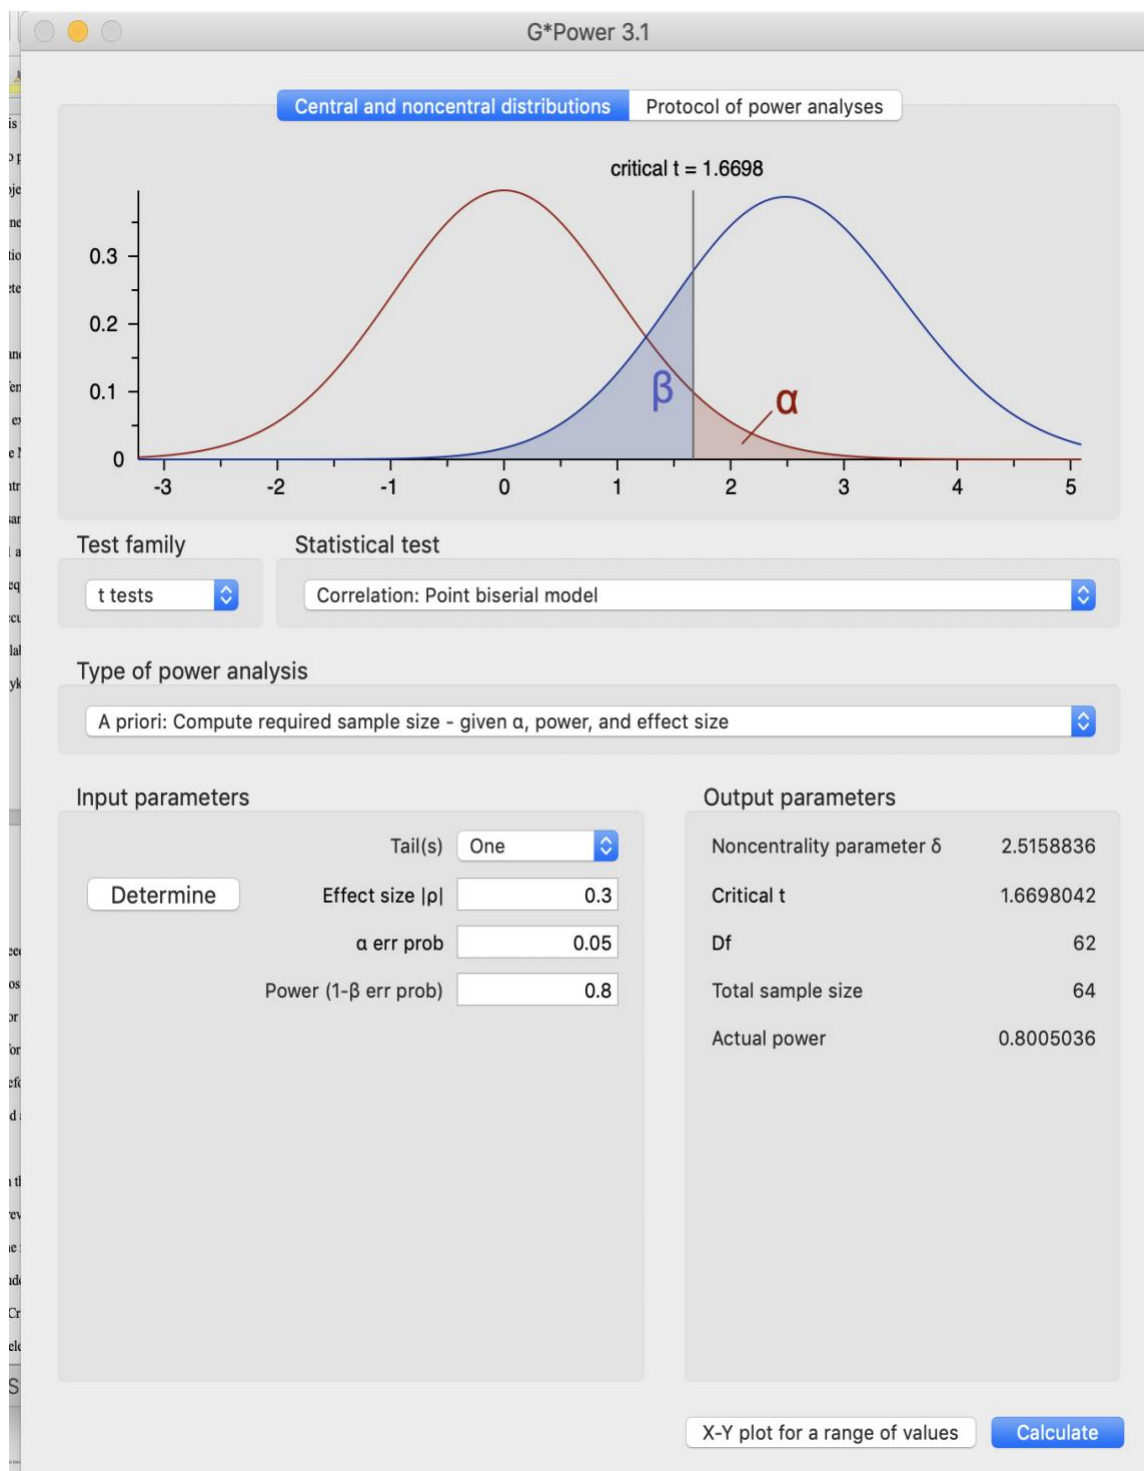 G*Power 3.1
Central and noncentral distributions Protocol of power analyses
critical t = 1.6698
0.3
0.2
0.1
0
β
α
-3 -2 -1 0 1 2 3 4 5
Test family Statistical test
t tests Correlation: Point biserial model
Type of power analysis
A priori: Compute required sample size - given α, power, and effect size
Input parameters Output parameters
Tail(s) One Noncentrality parameter δ 2.5158836
Determine Effect size |ρ| 0.3 Critical t 1.6698042
α err prob 0.05 Df 62
Power (1-β err prob) 0.8 Total sample size 64
Actual power 0.8005036
X-Y plot for a range of values Calculate